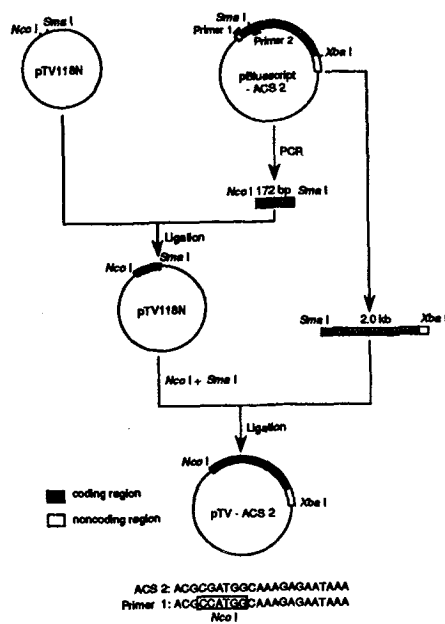 Nco I Sma I
pTV118N
Sma I
Primer 1
Primer 2
Xba I
pBluescript
- ACS 2
PCR
Nco I 172 bp Sma I
Ligation
Nco I Sma I
pTV118N
Sma I 2.0 kb Xba I
Nco I + Sma I
Ligation
Nco I
Xba I
pTV - ACS 2
coding region
noncoding region
ACS 2: ACGCGATGGCAAAGAGAATAAA
Primer 1: ACGCCATGGCAAAGAGAATAAA
Nco I